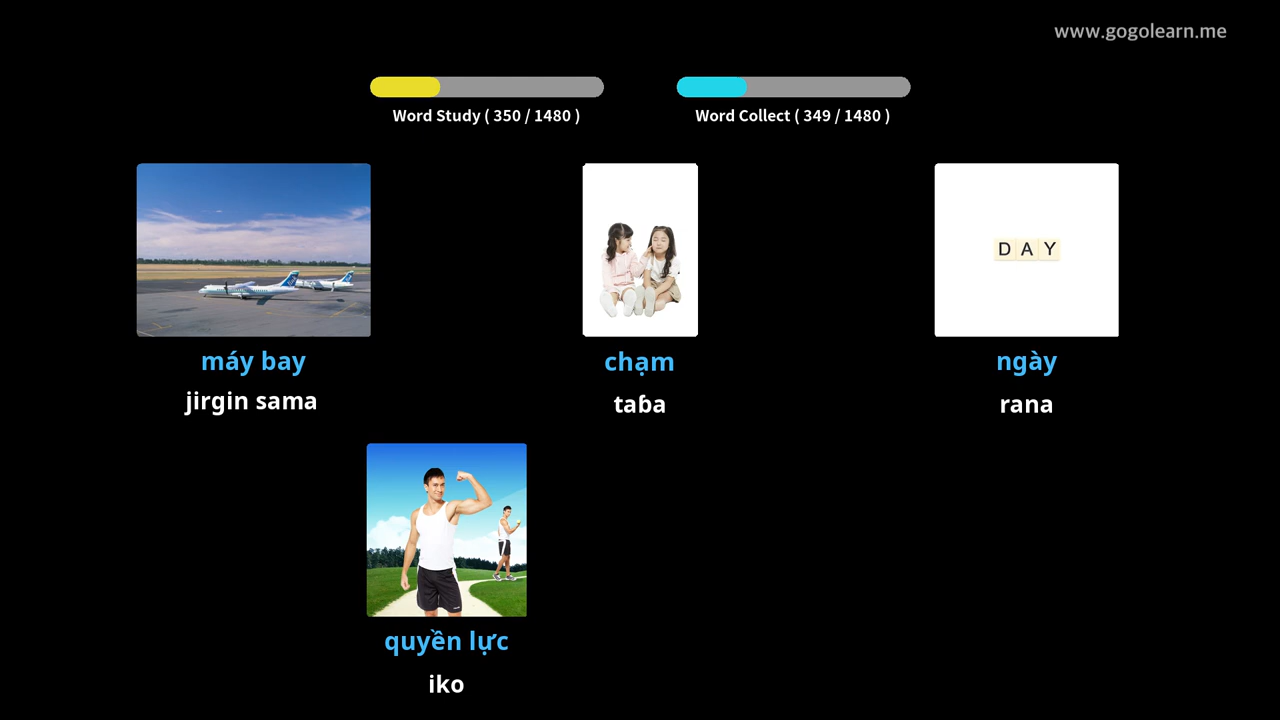 www.gogolearn.me
Word Study ( 350 / 1480 )
Word Collect ( 349 / 1480 )
DAY
máy bay
chạm
ngày
jirgin sama
taɓa
rana
quyền lực
iko